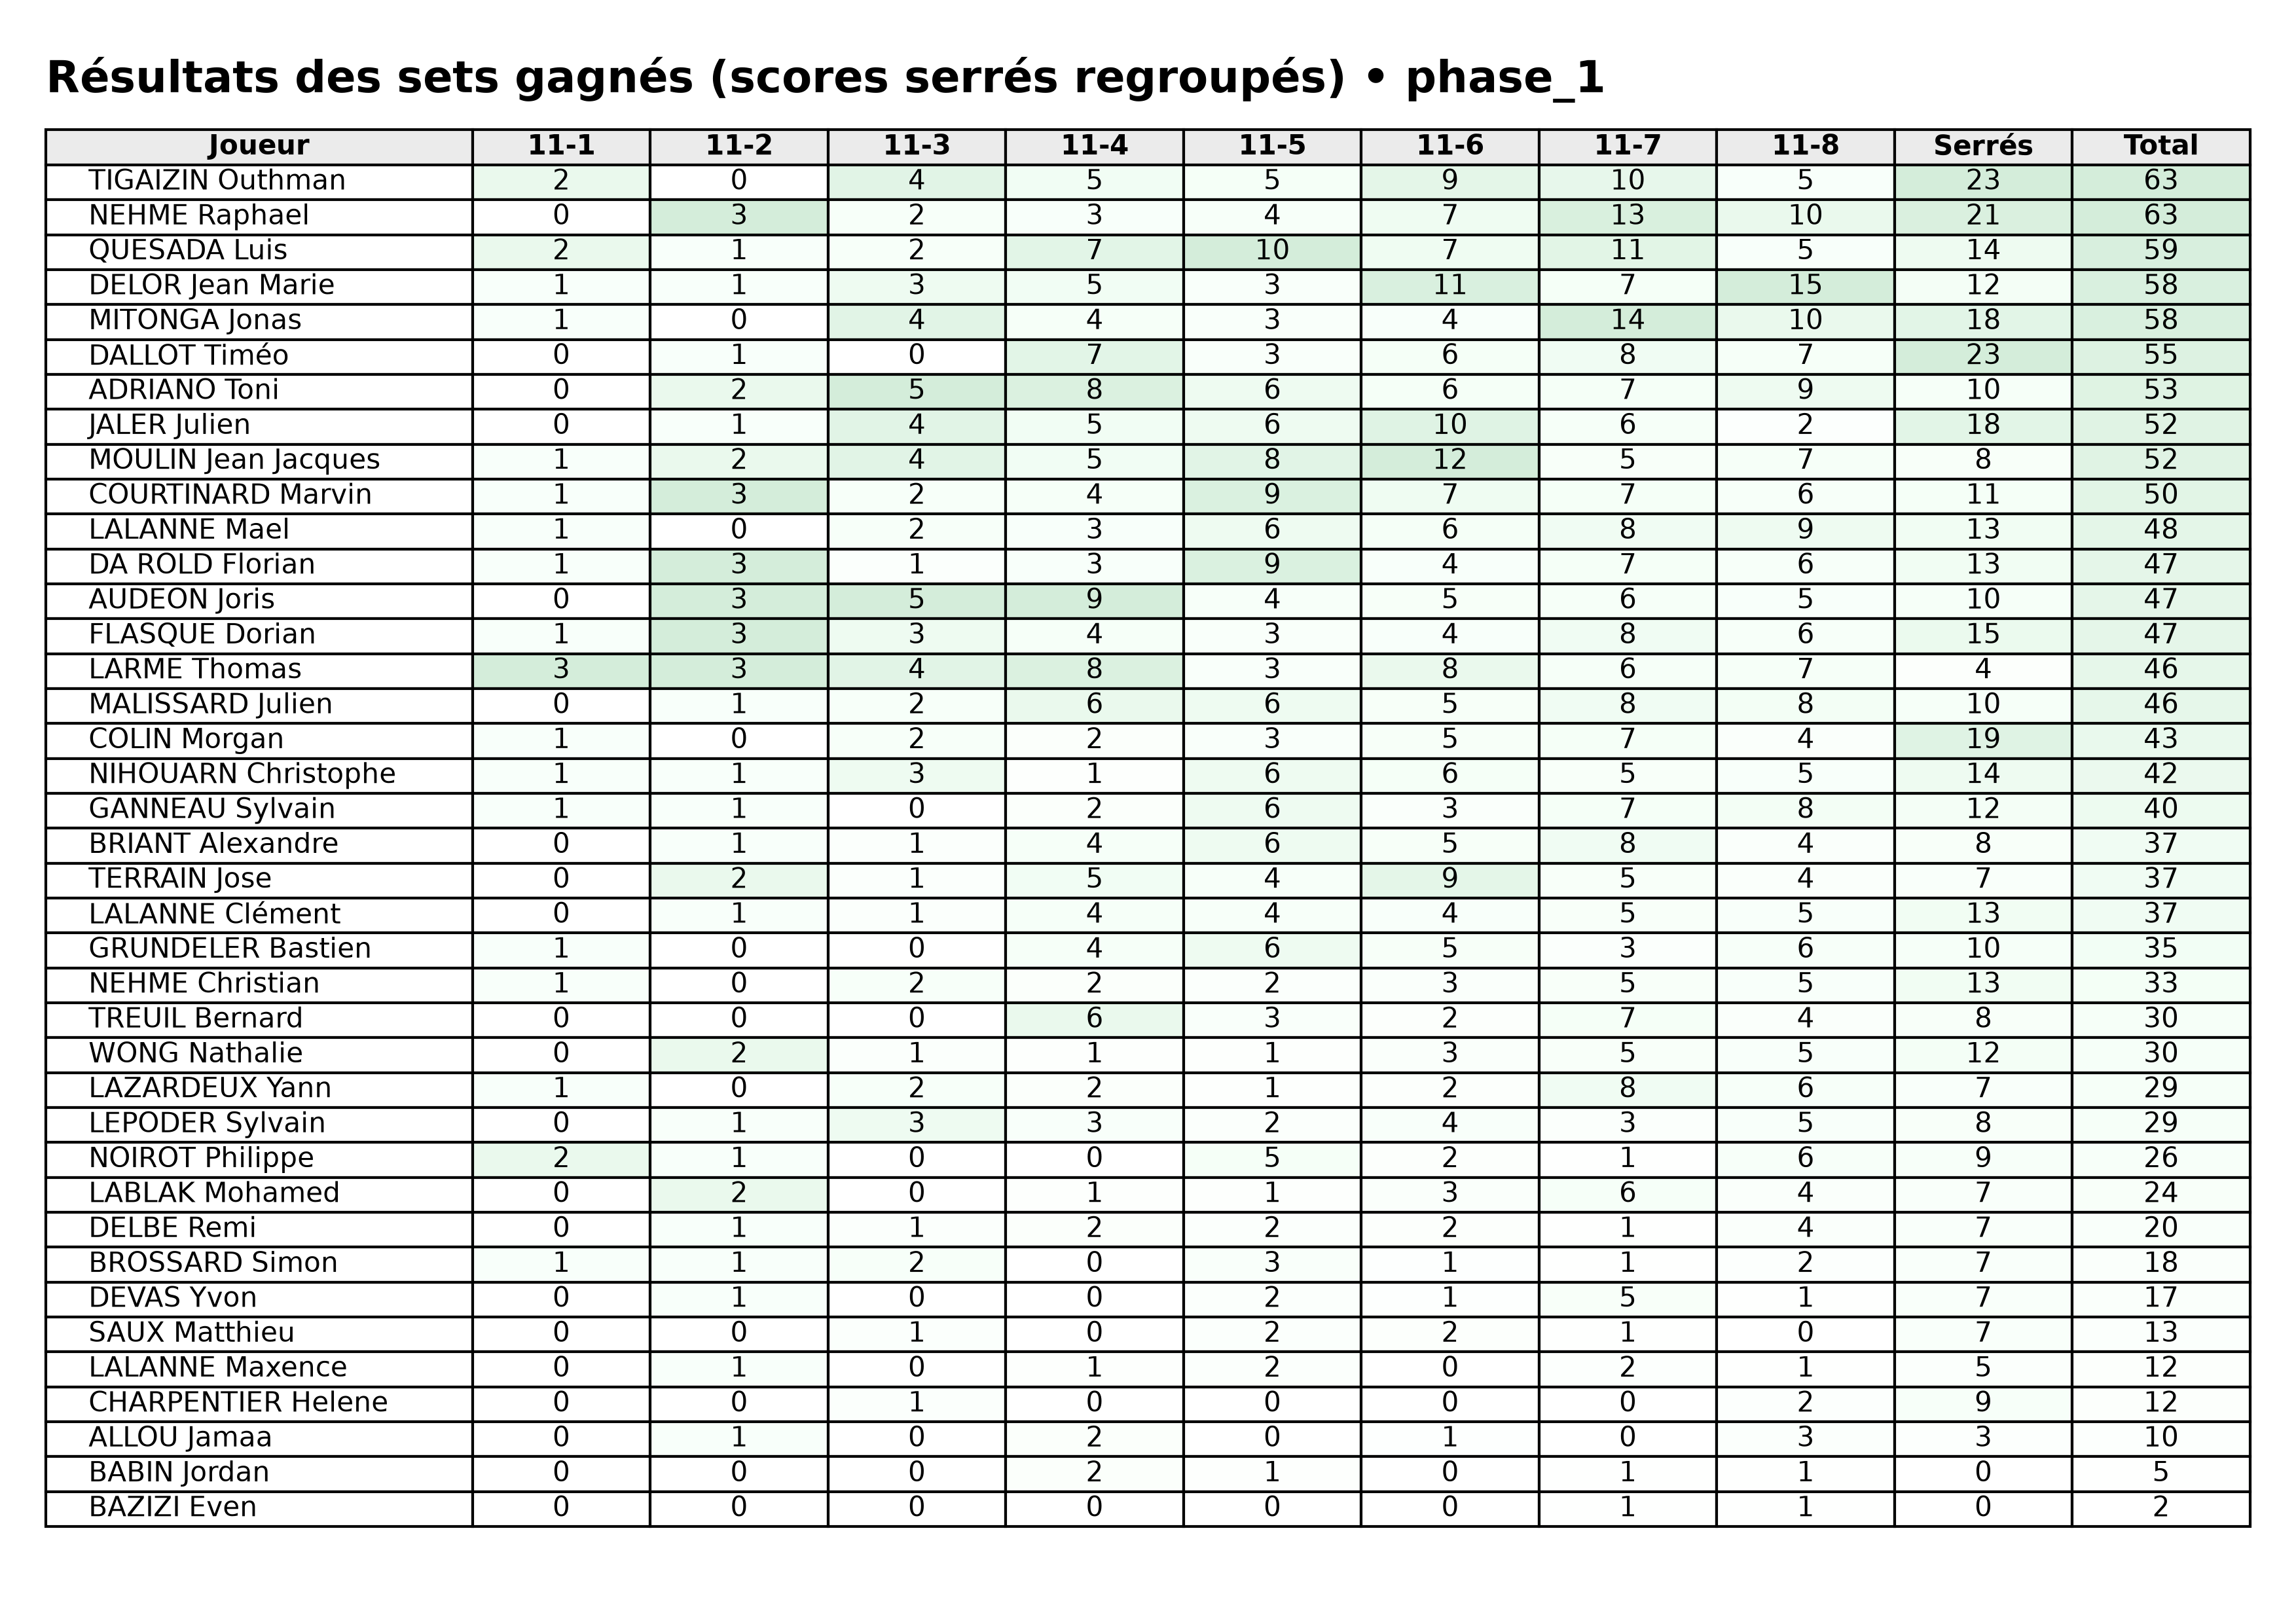 Résultats des sets gagnés (scores serrés regroupés) • phase_1
Joueur 11-1 11-2 11-3 11-4 11-5 11-6 11-7 11-8 Serrés Total
TIGAIZIN Outhman 2 0 4 5 5 9 10 5 23 63
NEHME Raphael 0 3 2 3 4 7 13 10 21 63
QUESADA Luis 2 1 2 7 10 7 11 5 14 59
DELOR Jean Marie 1 1 3 5 3 11 7 15 12 58
MITONGA Jonas 1 0 4 4 3 4 14 10 18 58
DALLOT Timéo 0 1 0 7 3 6 8 7 23 55
ADRIANO Toni 0 2 5 8 6 6 7 9 10 53
JALER Julien 0 1 4 5 6 10 6 2 18 52
MOULIN Jean Jacques 1 2 4 5 8 12 5 7 8 52
COURTINARD Marvin 1 3 2 4 9 7 7 6 11 50
LALANNE Mael 1 0 2 3 6 6 8 9 13 48
DA ROLD Florian 1 3 1 3 9 4 7 6 13 47
AUDEON Joris 0 3 5 9 4 5 6 5 10 47
FLASQUE Dorian 1 3 3 4 3 4 8 6 15 47
LARME Thomas 3 3 4 8 3 8 6 7 4 46
MALISSARD Julien 0 1 2 6 6 5 8 8 10 46
COLIN Morgan 1 0 2 2 3 5 7 4 19 43
NIHOUARN Christophe 1 1 3 1 6 6 5 5 14 42
GANNEAU Sylvain 1 1 0 2 6 3 7 8 12 40
BRIANT Alexandre 0 1 1 4 6 5 8 4 8 37
TERRAIN Jose 0 2 1 5 4 9 5 4 7 37
LALANNE Clément 0 1 1 4 4 4 5 5 13 37
GRUNDELER Bastien 1 0 0 4 6 5 3 6 10 35
NEHME Christian 1 0 2 2 2 3 5 5 13 33
TREUIL Bernard 0 0 0 6 3 2 7 4 8 30
WONG Nathalie 0 2 1 1 1 3 5 5 12 30
LAZARDEUX Yann 1 0 2 2 1 2 8 6 7 29
LEPODER Sylvain 0 1 3 3 2 4 3 5 8 29
NOIROT Philippe 2 1 0 0 5 2 1 6 9 26
LABLAK Mohamed 0 2 0 1 1 3 6 4 7 24
DELBE Remi 0 1 1 2 2 2 1 4 7 20
BROSSARD Simon 1 1 2 0 3 1 1 2 7 18
DEVAS Yvon 0 1 0 0 2 1 5 1 7 17
SAUX Matthieu 0 0 1 0 2 2 1 0 7 13
LALANNE Maxence 0 1 0 1 2 0 2 1 5 12
CHARPENTIER Helene 0 0 1 0 0 0 0 2 9 12
ALLOU Jamaa 0 1 0 2 0 1 0 3 3 10
BABIN Jordan 0 0 0 2 1 0 1 1 0 5
BAZIZI Even 0 0 0 0 0 0 1 1 0 2